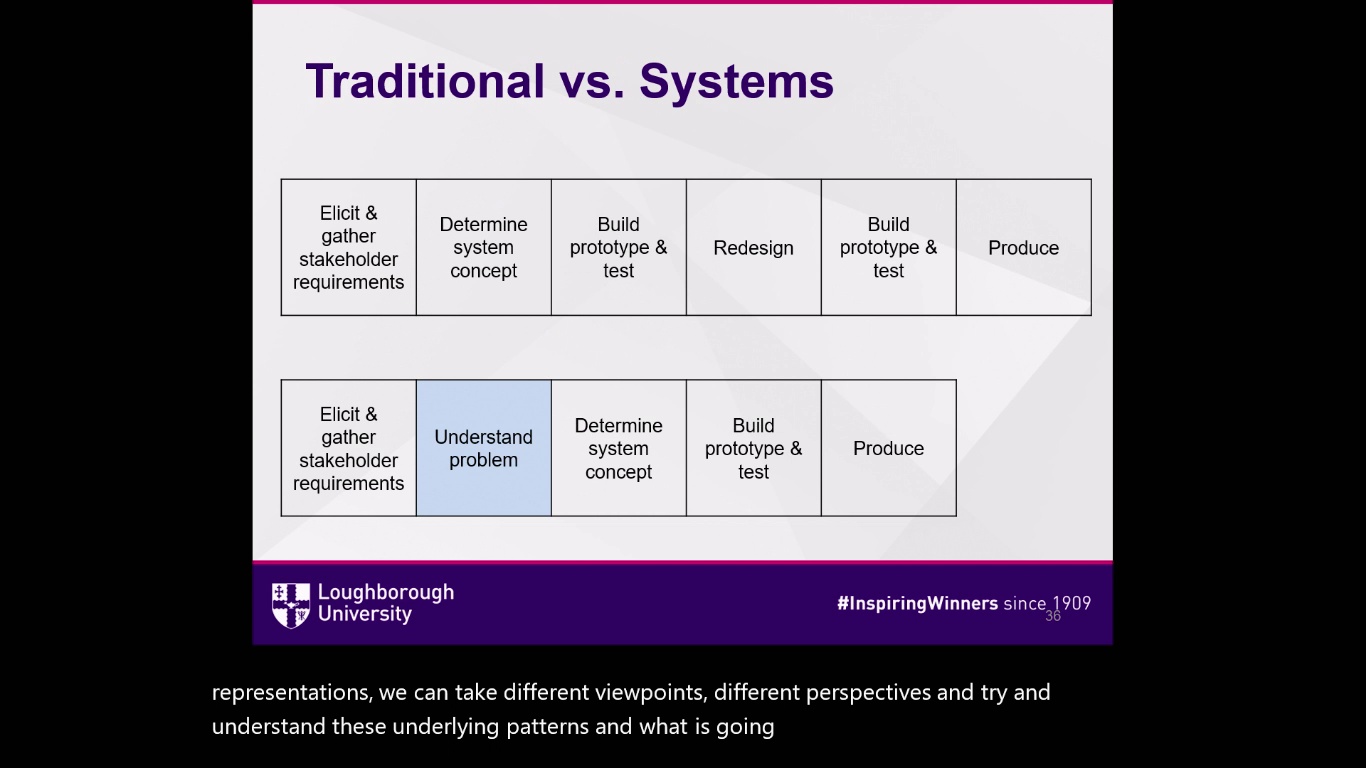 Traditional vs. Systems
Elicit &
gather
stakeholder
requirements
Determine
system
concept
Build
prototype &
test
Redesign
Build
prototype &
test
Produce
Elicit &
gather
stakeholder
requirements
Understand
problem
Determine
system
concept
Build
prototype &
test
Produce
Loughborough
University
#InspiringWinners since 1909
36
representations, we can take different viewpoints, different perspectives and try and
understand these underlying patterns and what is going